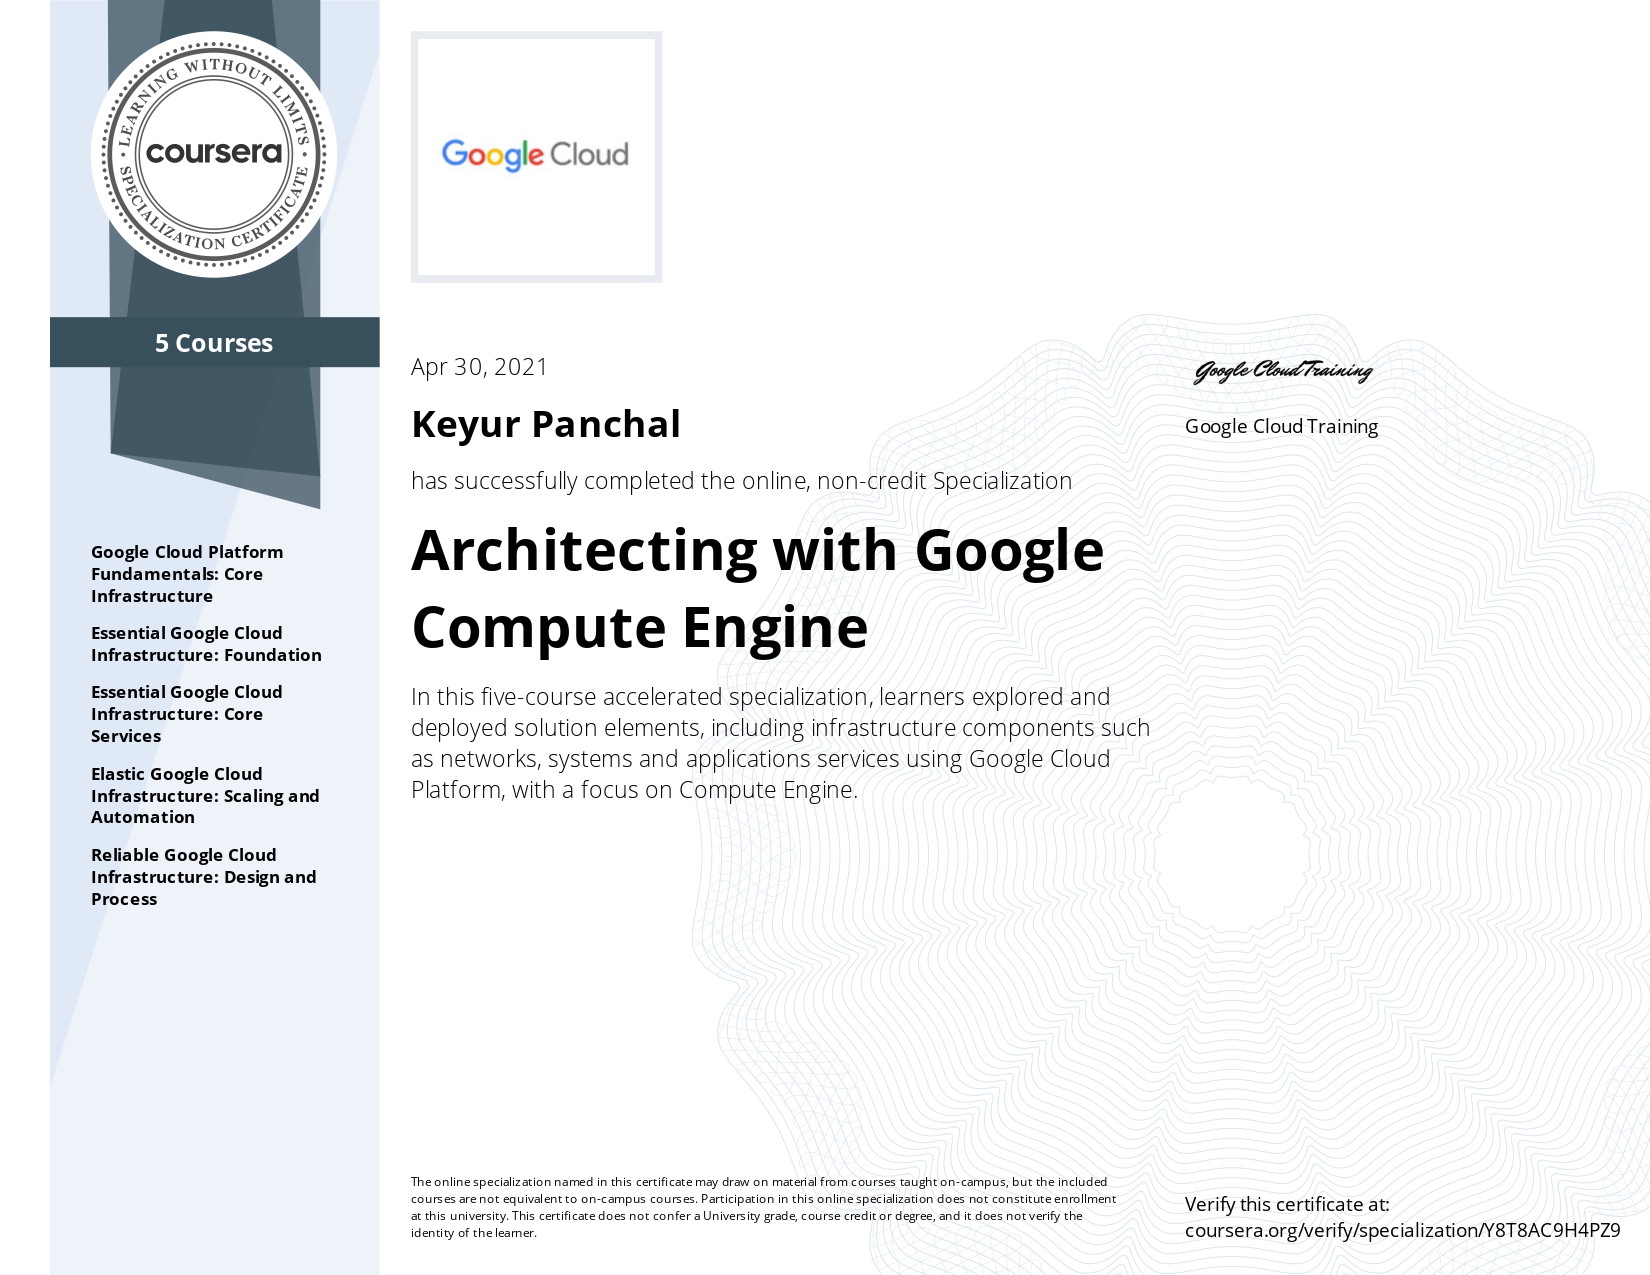 LEARNING WITHOUT LIMITS
coursera
SPECIALIZATION CERTIFICATE
5 Courses
Google Cloud Platform
Fundamentals: Core
Infrastructure
Essential Google Cloud
Infrastructure: Foundation
Essential Google Cloud
Infrastructure: Core
Services
Elastic Google Cloud
Infrastructure: Scaling and
Automation
Reliable Google Cloud
Infrastructure: Design and
Process
Google Cloud
Apr 30, 2021
Keyur Panchal
has successfully completed the online, non-credit Specialization
Architecting with Google
Compute Engine
In this five-course accelerated specialization, learners explored and
deployed solution elements, including infrastructure components such
as networks, systems and applications services using Google Cloud
Platform, with a focus on Compute Engine.
Google Cloud Training
Google Cloud Training
The online specialization named in this certificate may draw on material from courses taught on-campus, but the included
courses are not equivalent to on-campus courses. Participation in this online specialization does not constitute enrollment
at this university. This certificate does not confer a University grade, course credit or degree, and it does not verify the
identity of the learner.
Verify this certificate at:
coursera.org/verify/specialization/Y8T8AC9H4PZ9